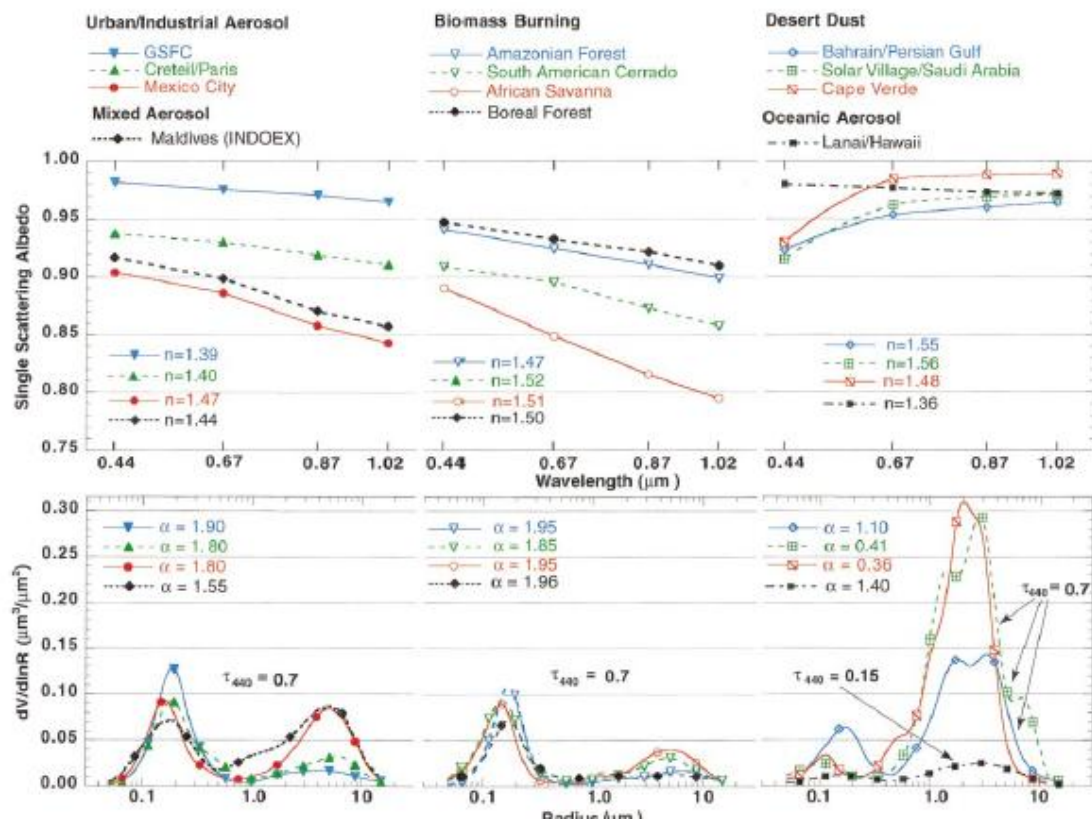 Urban/Industrial Aerosol
GSFC
Creteil/Paris
Mexico City
Mixed Aerosol
Maldives (INDOEX)
Biomass Burning
Amazonian Forest
South American Cerrado
African Savanna
Boreal Forest
Desert Dust
Bahrain/Persian Gulf
Solar Village/Saudi Arabia
Cape Verde
Oceanic Aerosol
Lanai/Hawaii
Single Scattering Albedo
1.00
0.95
0.90
0.85
0.80
0.75
n=1.39
n=1.40
n=1.47
n=1.44
n=1.47
n=1.52
n=1.51
n=1.50
n=1.55
n=1.56
n=1.48
n=1.36
0.44 0.67 0.87 1.02
0.44 0.67 0.87 1.02
0.44 0.67 0.87 1.02
Wavelength (μm )
dV/dlnR (μm³/μm²)
0.30
0.25
0.20
0.15
0.10
0.05
0.00
α = 1.90
α = 1.80
α = 1.80
α = 1.55
τ440 = 0.7
α = 1.95
α = 1.85
α = 1.95
α = 1.96
τ440 = 0.7
α = 1.10
α = 0.41
α = 0.36
α = 1.40
τ440 = 0.7
τ440 = 0.15
0.1 1.0 10
0.1 1.0 10
0.1 1.0 10
Radius (μm)